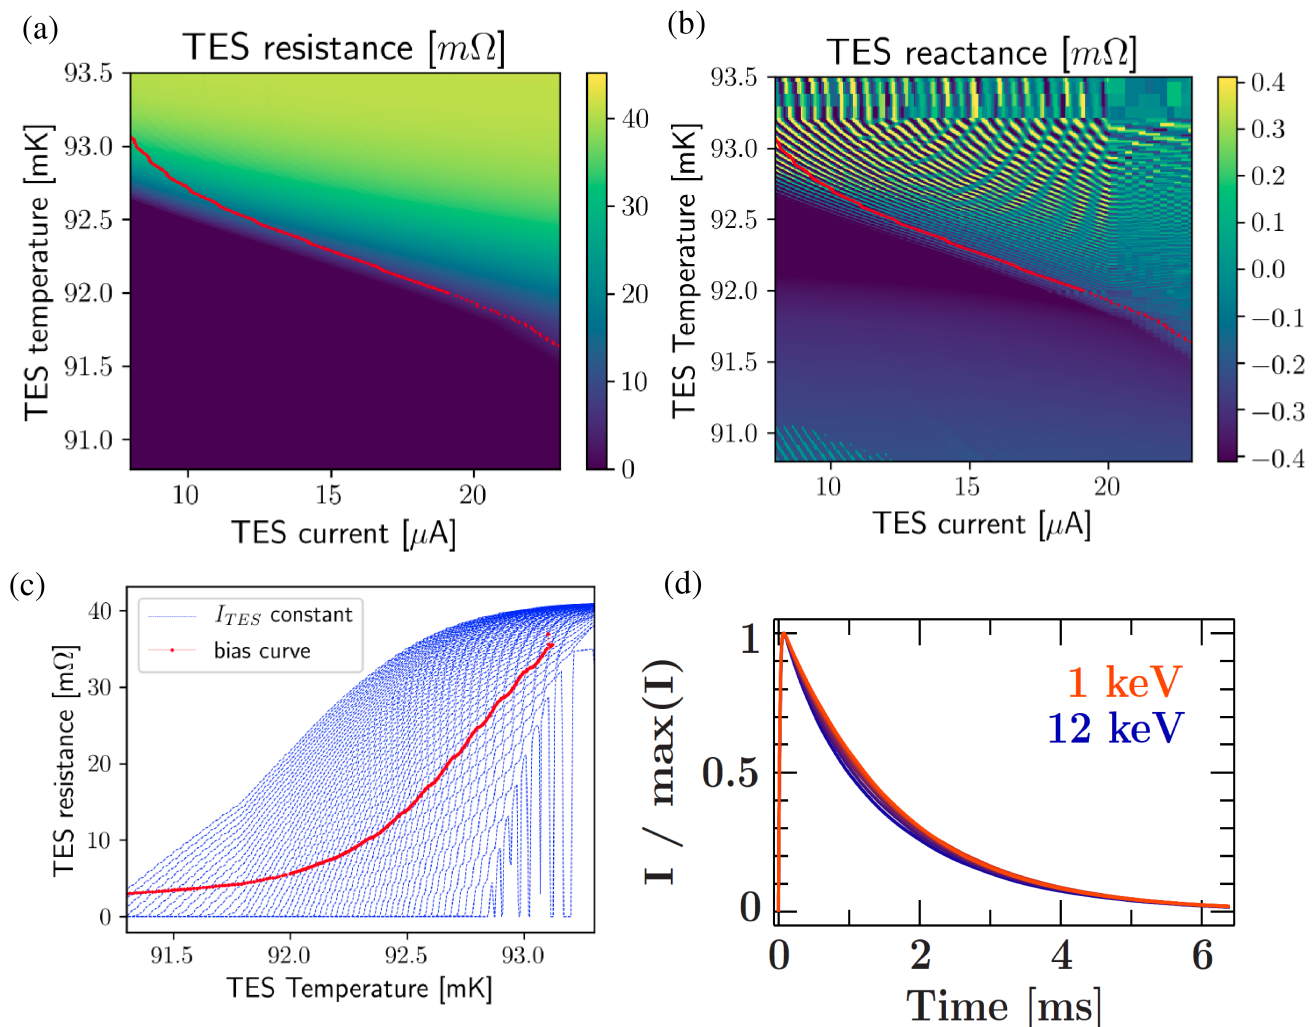 (a)
TES resistance [mΩ]
93.5
93.0
92.5
92.0
91.5
91.0
TES temperature [mK]
10 15 20
TES current [μA]
40
30
20
10
0
(b)
TES reactance [mΩ]
93.5
93.0
92.5
92.0
91.5
91.0
TES Temperature [mK]
10 15 20
TES current [μA]
0.4
0.3
0.2
0.1
0.0
−0.1
−0.2
−0.3
−0.4
(c)
I_TES constant
bias curve
40
30
20
10
0
TES resistance [mΩ]
91.5 92.0 92.5 93.0
TES Temperature [mK]
(d)
1 keV
12 keV
1
0.5
0
I / max(I)
0 2 4 6
Time [ms]